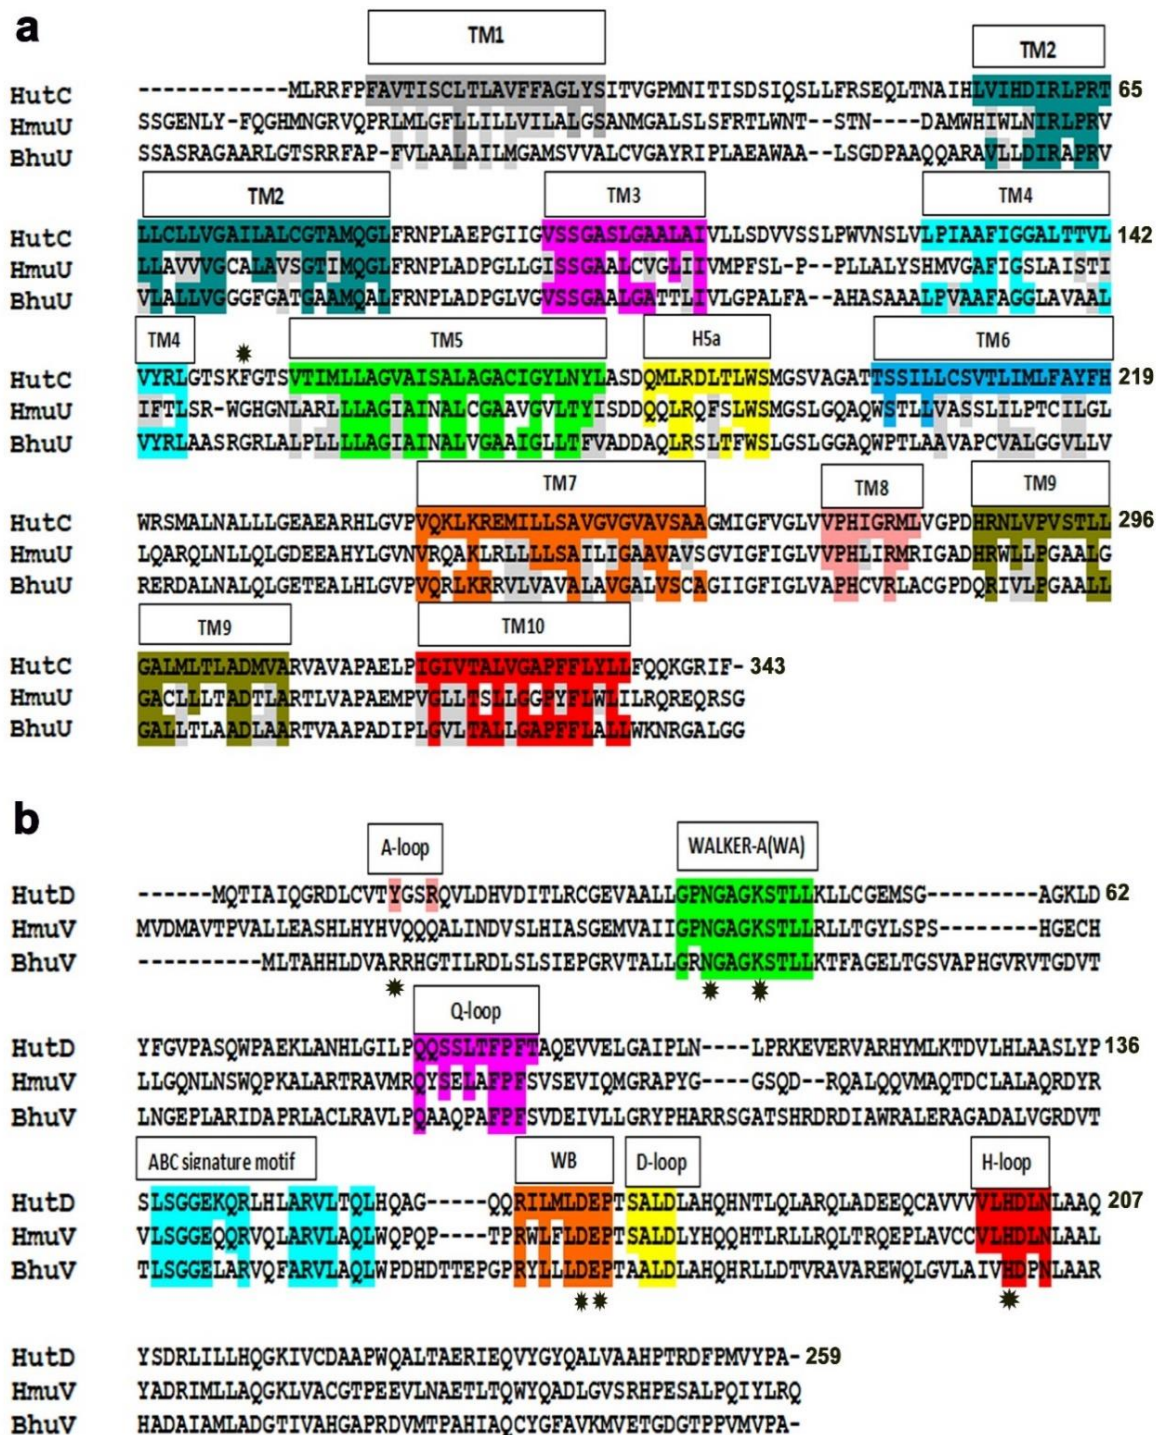 a
TM1 TM2
HutC ------------MLRRFPFAVTISCLTLAVFFAGLYSITVGPMNITISDSIQSLLFRSEQLTNAIHLVIHDIRLPRT 65
HmuU SSGENLY-FQGHMNGRVQPRLMLGFLLILLVILALGSANMGALSLSFRTLWNT--STN----DAMWHIWLNIRLPRV
BhuU SSASRAGAARLGTSRRFAP-FVLAALAILMGAMSVVALCVGAYRIPLAEAWAA--LSGDPAAQQARAVLLDIRAPRV
TM2 TM3 TM4
HutC LLCLLVGAILALCGTAMQGLFRNPLAEPGIIGVSSGASLGAALAIVLLSDVVSSLPWVNSLVLPIAAFIGGALTTVL 142
HmuU LLAVVVGCALAVSGTIMQGLFRNPLADPGLLGISSGAALCVGLIIVMPFSL-P--PLLALYSHMVGAFIGSLAISTI
BhuU VLALLVGGGFGATGAAMQALFRNPLADPGLVGVSSGAALGATTLIVLGPALFA--AHASAAALPVAAFAGGLAVAAL
TM4 TM5 H5a TM6
HutC VYRLGTSKFGTSVTIMLLAGVAISALAGACIGYLNYLASDQMLRDLTLWSMGSVAGATTSSILLCSVTLIMLFAYFH 219
HmuU IFTLSR-WGHGNLARLLLAGIAINALCGAAVGVLTYISDDQQLRQFSLWSMGSLGQAQWSTLLVASSLILPTCILGL
BhuU VYRLAASRGRLALPLLLLAGIAINALVGAAIGLLTFVADDAQLRSLTFWSLGSLGGAQWPTLAAVAPCVALGGVLLV
TM7 TM8 TM9
HutC WRSMALNALLLGEAEARHLGVPVQKLKREMILLSAVGVGVAVSAAGMIGFVGLVVPHIGRMLVGPDHRNLVPVSTLL 296
HmuU LQARQLNLLQLGDEEAHYLGVNVRQAKLRLLLLSAILIGAAVAVSGVIGFIGLVVPHLIRMRIGADHRWLLPGAALG
BhuU RERDALNALQLGETEALHLGVPVQRLKRRVLVAVALAVGALVSCAGIIGFIGLVAPHCVRLACGPDQRIVLPGAALL
TM9 TM10
HutC GALMLTLADMVARVAVAPAELPIGIVTALVGAPFFLYLLFQQKGRIF- 343
HmuU GACLLLTADTLARTLVAPAEMPVGLLTSLLGGPYFLWLILRQREQRSG
BhuU GALLTLAADLAARTVAAPADIPLGVLTALLGAPFFLALLWKNRGALGG
b
A-loop WALKER-A(WA)
HutD ------MQTIAIQGRDLCVTYGSRQVLDHVDITLRCGEVAALLGPNGAGKSTLLKLLCGEMSG---------AGKLD 62
HmuV MVDMAVTPVALLEASHLHYHVQQQALINDVSLHIASGEMVAIIGPNGAGKSTLLRLLTGYLSPS--------HGECH
BhuV ----------MLTAHHLDVARRHGTILRDLSLSIEPGRVTALLGRNGAGKSTLLKTFAGELTGSVAPHGVRVTGDVT
Q-loop
HutD YFGVPASQWPAEKLANHLGILPQQSSLTFPFTAQEVVELGAIPLN----LPRKEVERVARHYMLKTDVLHLAASLYP 136
HmuV LLGQNLNSWQPKALARTRAVMRQYSELAFPFSVSEVIQMGRAPYG----GSQD--RQALQQVMAQTDCLALAQRDYR
BhuV LNGEPLARIDAPRLACLRAVLPQAAQPAFPFSVDEIVLLGRYPHARRSGATSHRDRDIAWRALERAGADALVGRDVT
ABC signature motif WB D-loop H-loop
HutD SLSGGEKQRLHLARVLTQLHQAG-----QQRILMLDEPTSALDLAHQHNTLQLARQLADEEQCAVVVVLHDLNLAAQ 207
HmuV VLSGGEQQRVQLARVLAQLWQPQP----TPRWLFLDEPTSALDLYHQQHTLRLLRQLTRQEPLAVCCVLHDLNLAAL
BhuV TLSGGELARVQFARVLAQLWPDHDTTEPGPRYLLLDEPTAALDLAHQHRLLDTVRAVAREWQLGVLAIVHDPNLAAR
HutD YSDRLILLHQGKIVCDAAPWQALTAERIEQVYGYQALVAAHPTRDFPMVYPA- 259
HmuV YADRIMLLAQGKLVACGTPEEVLNAETLTQWYQADLGVSRHPESALPQIYLRQ
BhuV HADAIAMLADGTIVAHGAPRDVMTPAHIAQCYGFAVKMVETGDGTPPVMVPA-